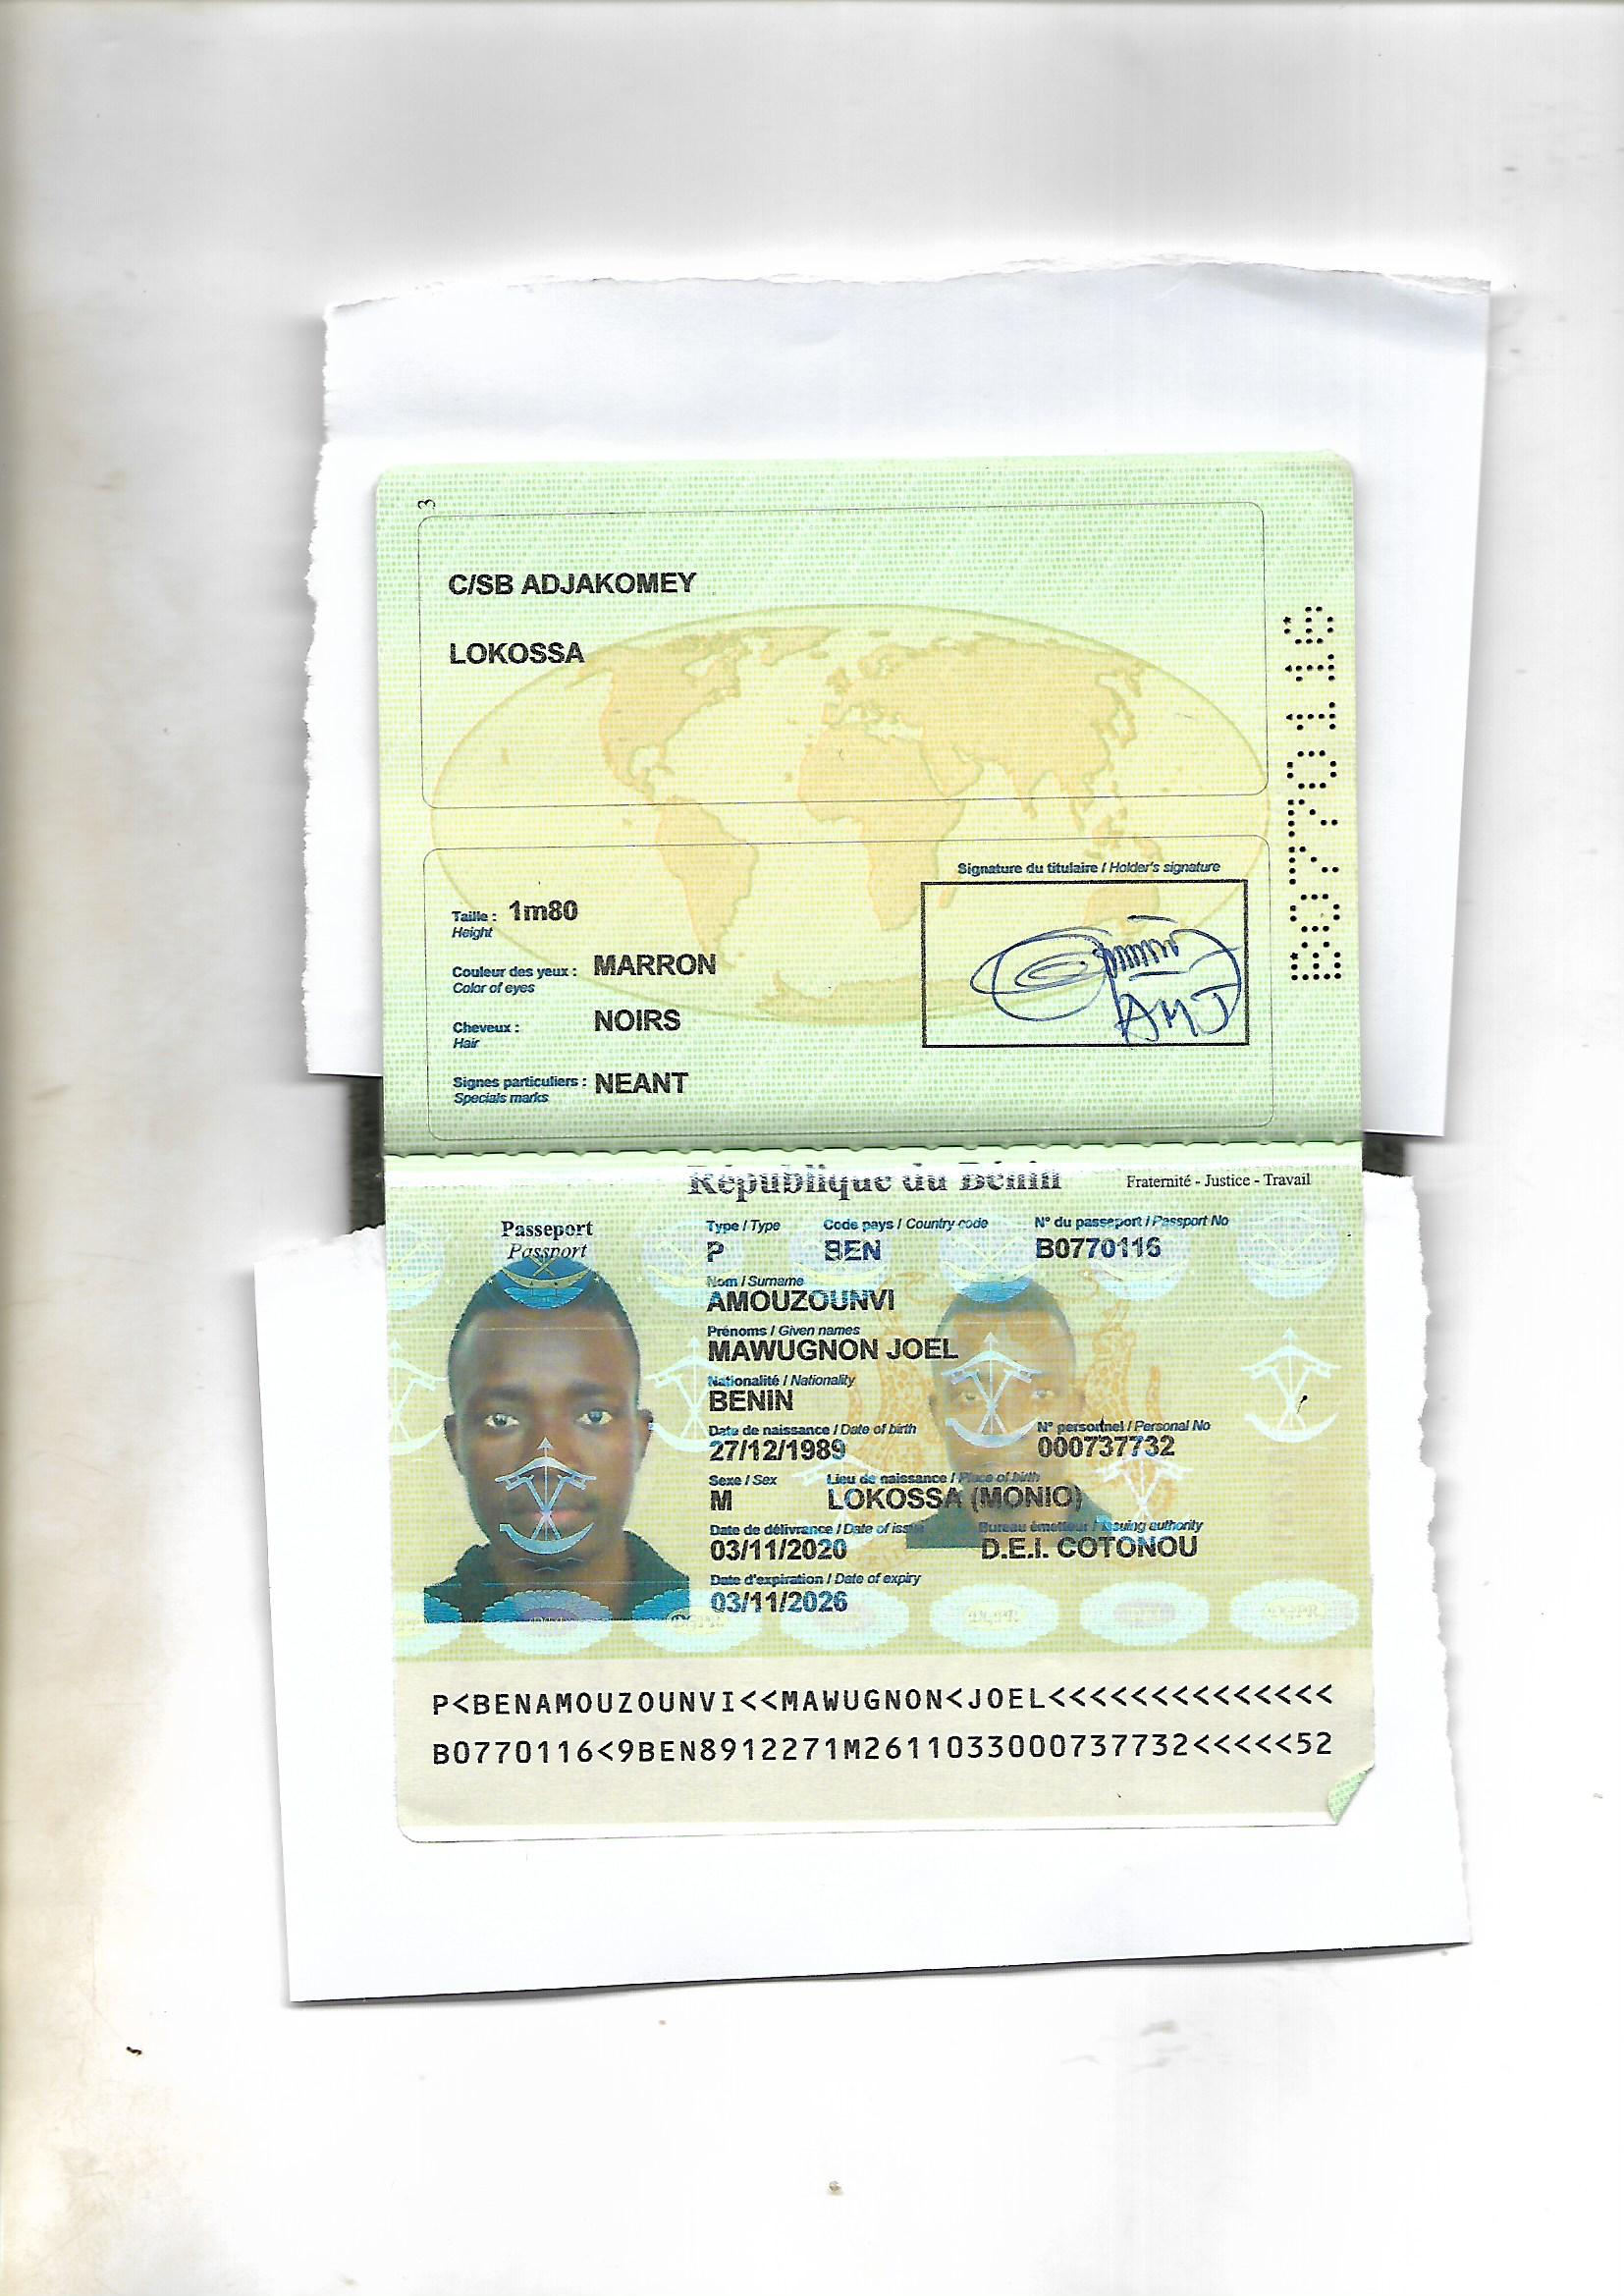 3
C/SB ADJAKOMEY
LOKOSSA
B0770116
Signature du titulaire / Holder's signature
AMJ
Taille : 1m80
Height
Couleur des yeux : MARRON
Color of eyes
Cheveux : NOIRS
Hair
Signes particuliers : NEANT
Specials marks
République du Bénin Fraternité - Justice - Travail
Passeport
Passport
Type / Type Code pays / Country code N° du passeport / Passport No
P BEN B0770116
Nom / Surname
AMOUZOUNVI
Prénoms / Given names
MAWUGNON JOEL
Nationalité / Nationality
BENIN
Date de naissance / Date of birth N° personnel / Personal No
27/12/1989 000737732
Sexe / Sex Lieu de naissance / Place of birth
M LOKOSSA (MONIO)
Date de délivrance / Date of issue Bureau émetteur / Issuing authority
03/11/2020 D.E.I. COTONOU
Date d'expiration / Date of expiry
03/11/2026
P<BENAMOUZOUNVI<<MAWUGNON<JOEL<<<<<<<<<<<<<<
B0770116<9BEN8912271M2611033000737732<<<<<52